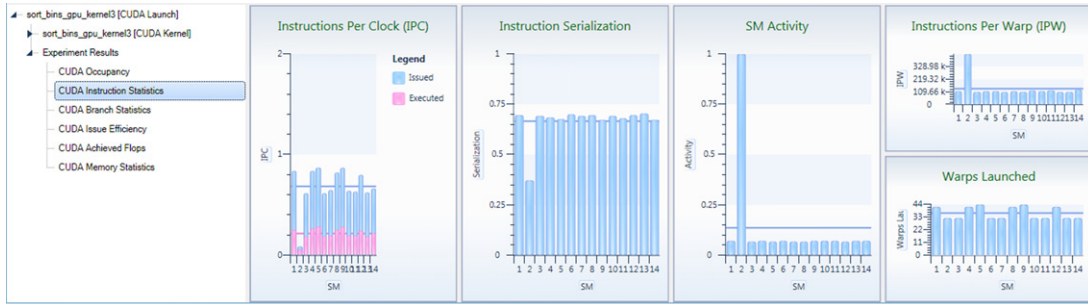 sort_bins_gpu_kernel3 [CUDA Launch]
sort_bins_gpu_kernel3 [CUDA Kernel]
Experiment Results
CUDA Occupancy
CUDA Instruction Statistics
CUDA Branch Statistics
CUDA Issue Efficiency
CUDA Achieved Flops
CUDA Memory Statistics
Instructions Per Clock (IPC)
Legend
Issued
Executed
2
1
0
IPC
1 2 3 4 5 6 7 8 9 10 11 12 13 14
SM
Instruction Serialization
1
0.75
0.5
0.25
0
Serialization
1 2 3 4 5 6 7 8 9 10 11 12 13 14
SM
SM Activity
1
0.75
0.5
0.25
0
Activity
1 2 3 4 5 6 7 8 9 10 11 12 13 14
SM
Instructions Per Warp (IPW)
328.98 k
219.32 k
109.66 k
0
IPW
1 2 3 4 5 6 7 8 9 10 11 12 13 14
SM
Warps Launched
44
33
22
11
0
Warps Lau
1 2 3 4 5 6 7 8 9 10 11 12 13 14
SM